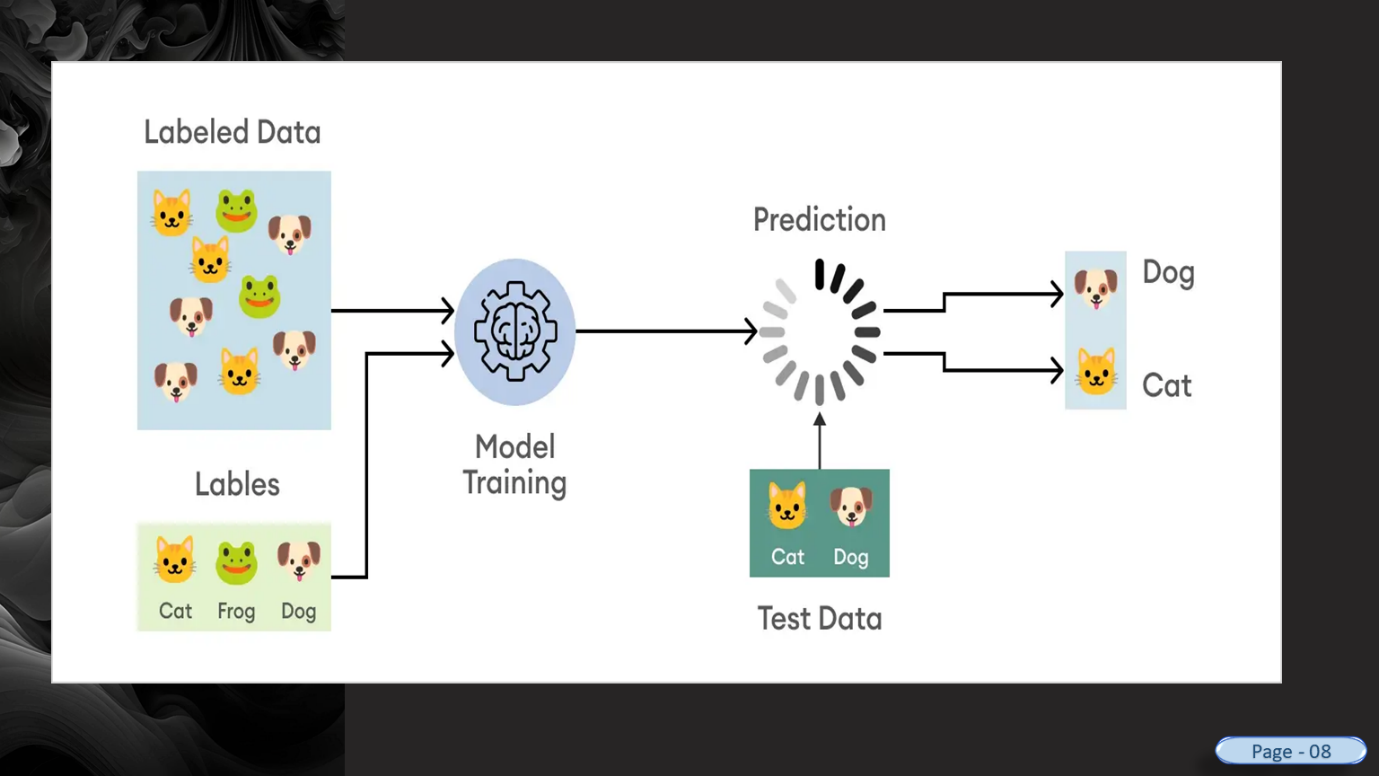 Labeled Data
Lables
Cat Frog Dog
Model
Training
Prediction
Cat Dog
Test Data
Dog
Cat
Page - 08